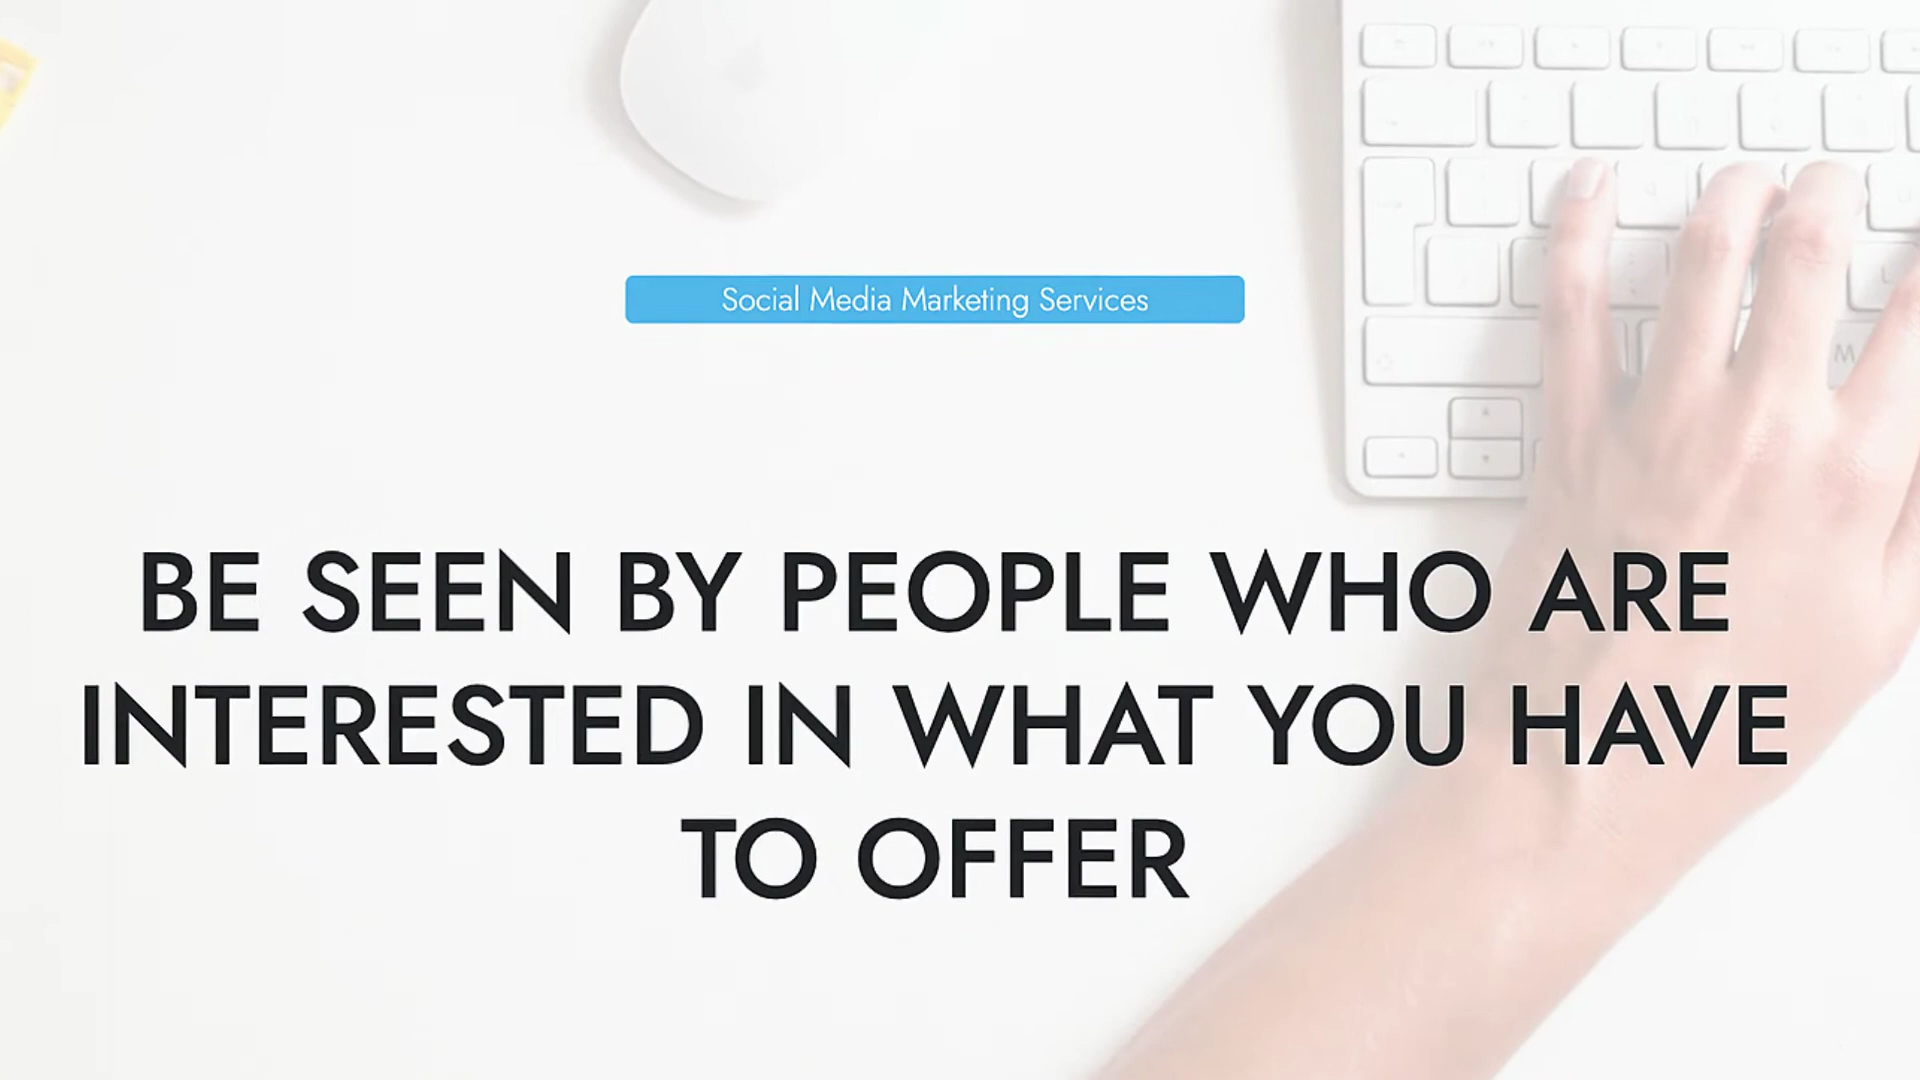 Social Media Marketing Services
BE SEEN BY PEOPLE WHO ARE
INTERESTED IN WHAT YOU HAVE
TO OFFER